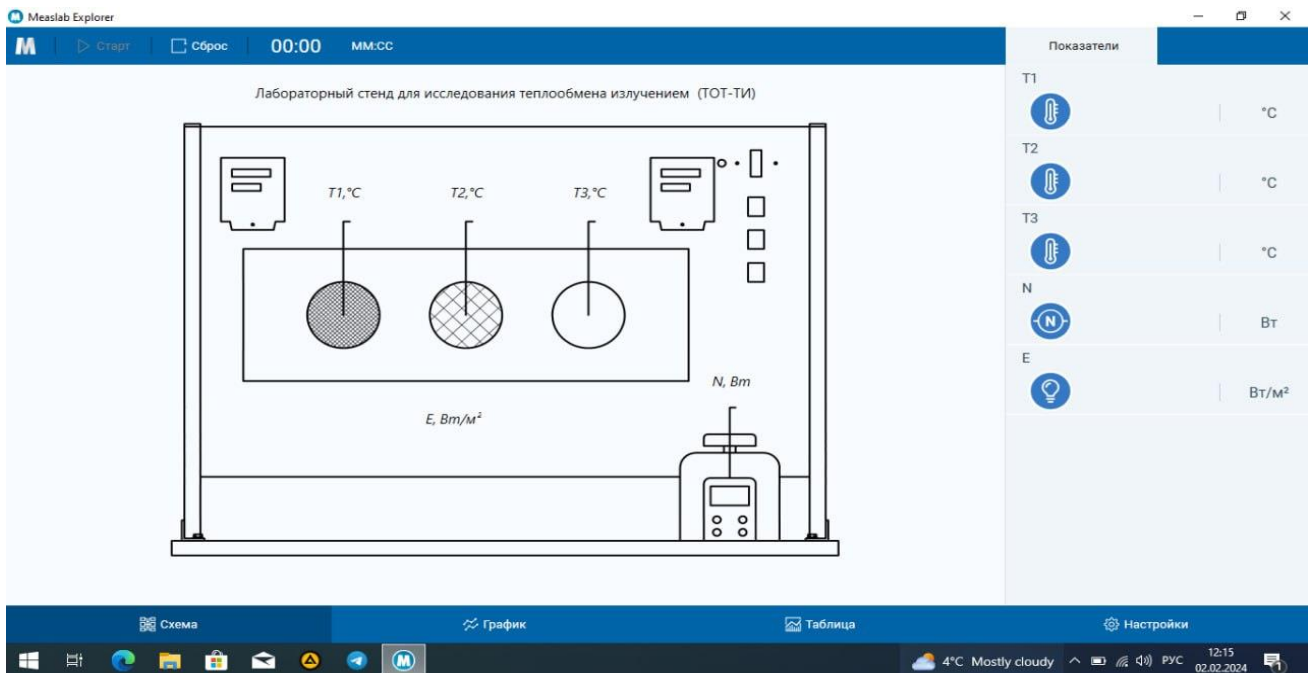 Measlab Explorer
M Старт Сброс 00:00 ММ:СС Показатели
Лабораторный стенд для исследования теплообмена излучением (ТОТ-ТИ)
T1,°C T2,°C T3,°C
N, Вт
E, Вт/м²
T1
°C
T2
°C
T3
°C
N
N Вт
E
Вт/м²
Схема График Таблица Настройки
M 4°C Mostly cloudy РУС 12:15
02.02.2024 1